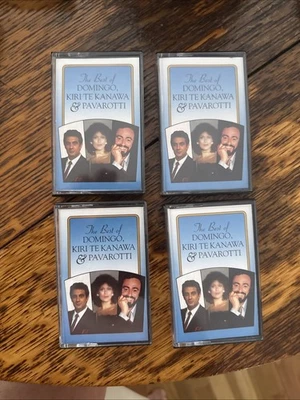 The Best of
DOMINGO,
KIRI TE KANAWA
& PAVAROTTI
The Best of
DOMINGO,
KIRI TE KANAWA
& PAVAROTTI
The Best of
DOMINGO,
KIRI TE KANAWA
& PAVAROTTI
The Best of
DOMINGO,
KIRI TE KANAWA
& PAVAROTTI